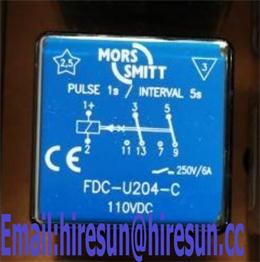 2,5
MORS
SMITT
3
PULSE 1s / INTERVAL 5s
1+
3
5
2
11
13
7
9
CE
250V/6A
FDC-U204-C
110VDC
Email:hiresun@hiresun.cc